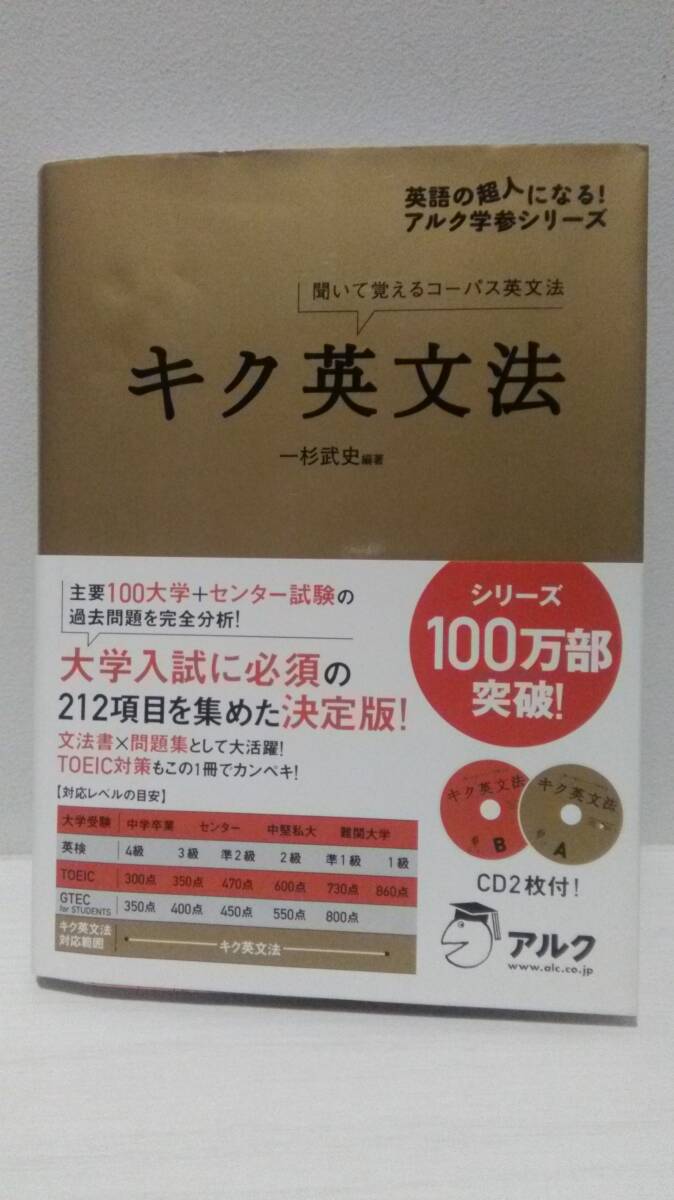 英語の超人になる!
アルク学参シリーズ
聞いて覚えるコーパス英文法
キク英文法
一杉武史編著
主要100大学+センター試験の
過去問題を完全分析!
大学入試に必須の
212項目を集めた決定版!
文法書×問題集として大活躍!
TOEIC対策もこの1冊でカンペキ!
シリーズ
100万部
突破!
【対応レベルの目安】
大学受験 中学卒業 センター 中堅私大 難関大学
英検 4級 3級 準2級 2級 準1級 1級
TOEIC 300点 350点 470点 600点 730点 860点
GTEC for STUDENTS 350点 400点 450点 550点 800点
キク英文法
対応範囲
キク英文法
キク英文法
B
キク英文法
A
CD2枚付!
アルク
www.alc.co.jp